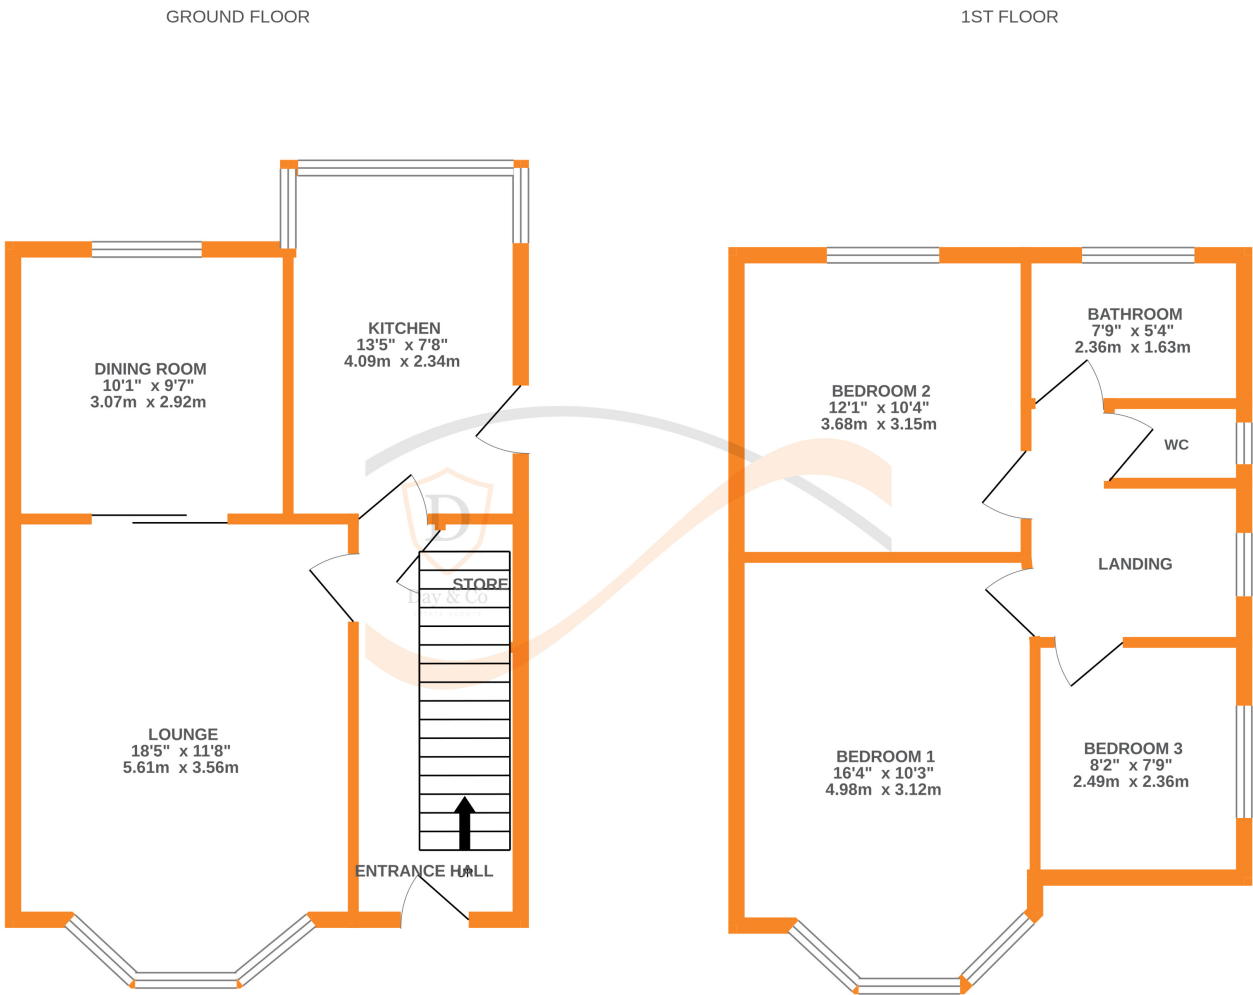 GROUND FLOOR
1ST FLOOR
KITCHEN
13'5" x 7'8"
4.09m x 2.34m
DINING ROOM
10'1" x 9'7"
3.07m x 2.92m
D
STORE
Day & Co
LOUNGE
18'5" x 11'8"
5.61m x 3.56m
ENTRANCE HALL
UP
BATHROOM
7'9" x 5'4"
2.36m x 1.63m
BEDROOM 2
12'1" x 10'4"
3.68m x 3.15m
WC
LANDING
BEDROOM 1
16'4" x 10'3"
4.98m x 3.12m
BEDROOM 3
8'2" x 7'9"
2.49m x 2.36m